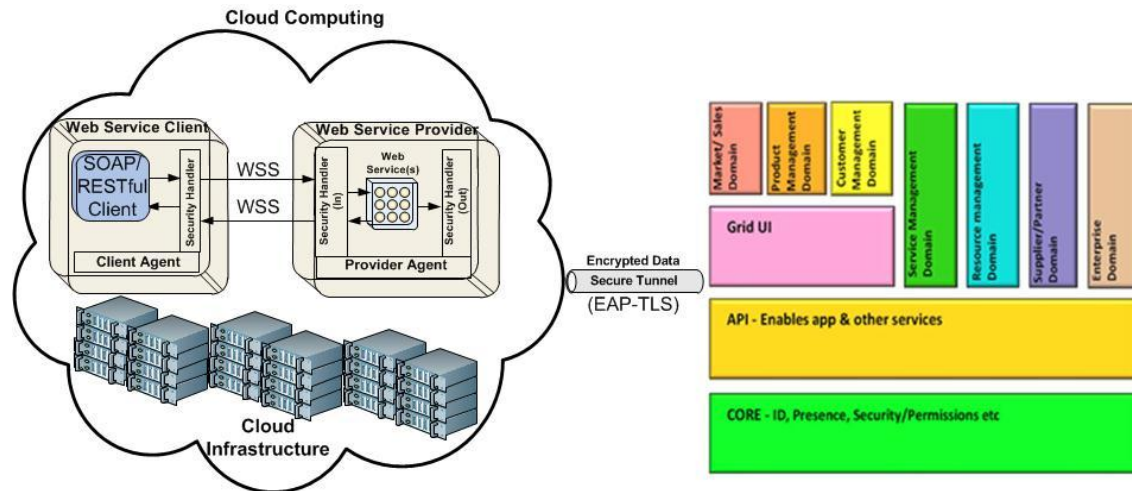 Cloud Computing
Web Service Client
SOAP/
RESTful
Client
Security Handler
Client Agent
WSS
WSS
Web Service Provider
Security Handler
(In)
Web
Service(s)
Security Handler
(Out)
Provider Agent
Cloud
Infrastructure
Encrypted Data
Secure Tunnel
(EAP-TLS)
Market/ Sales
Domain
Product
Management
Domain
Customer
Management
Domain
Service Management
Domain
Resource management
Domain
Supplier/Partner
Domain
Enterprise
Domain
Grid UI
API - Enables app & other services
CORE - ID, Presence, Security/Permissions etc